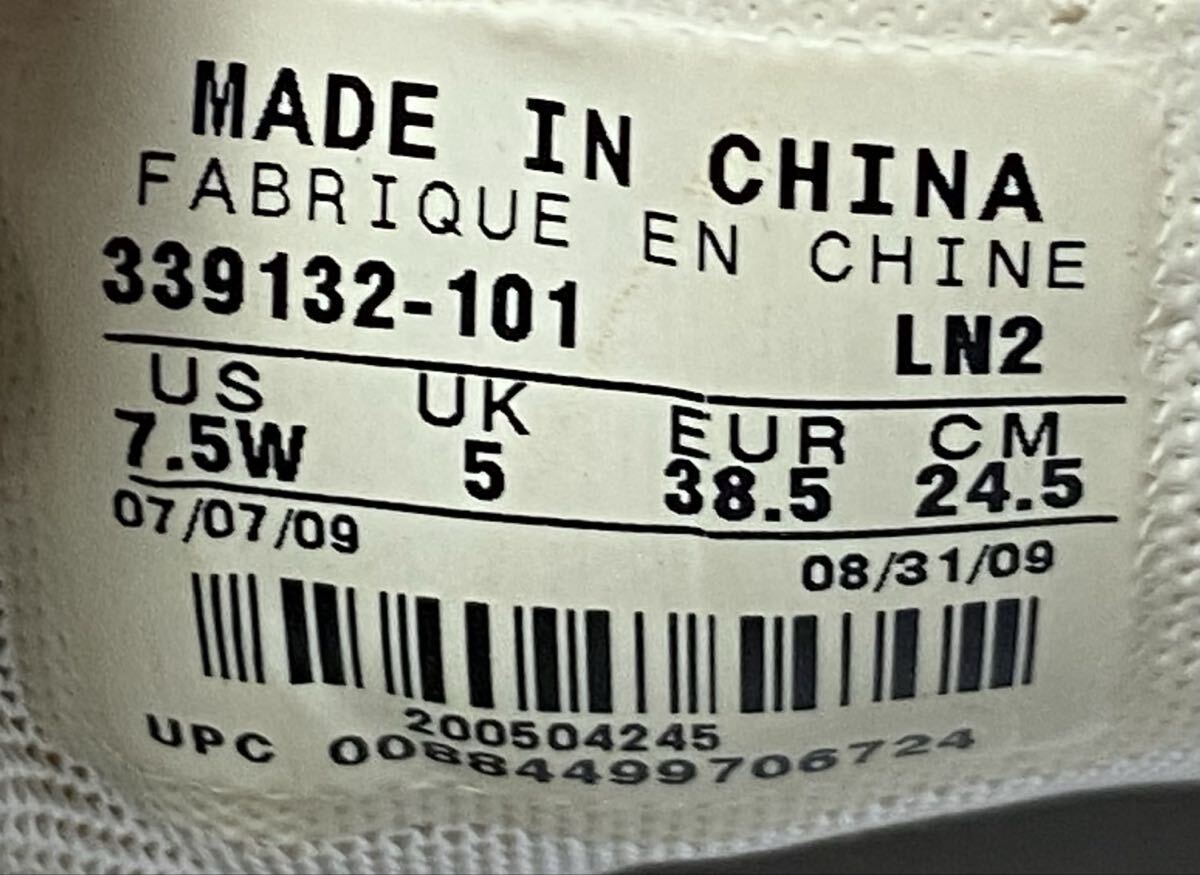 MADE IN CHINA
FABRIQUE EN CHINE
339132-101 LN2
US UK EUR CM
7.5W 5 38.5 24.5
07/07/09 08/31/09
200504245
UPC 00884499706724